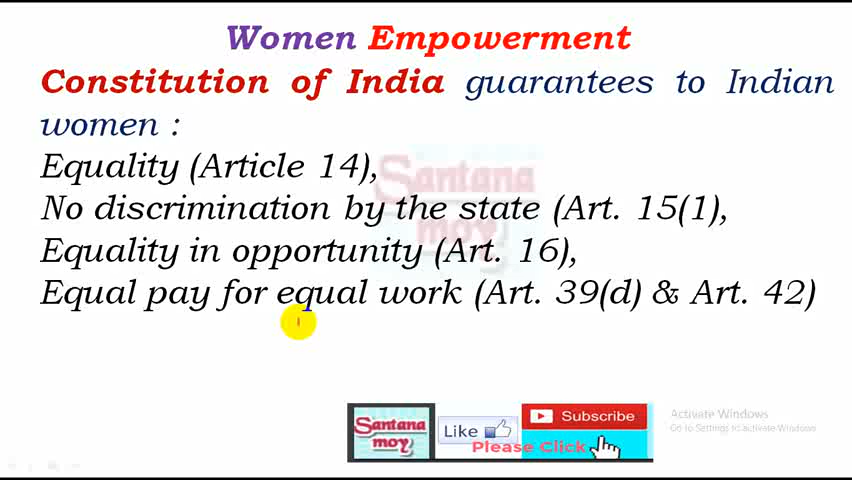 Women Empowerment
Constitution of India guarantees to Indian
women :
Equality (Article 14),
No discrimination by the state (Art. 15(1),
Equality in opportunity (Art. 16),
Equal pay for equal work (Art. 39(d) & Art. 42)
Santana
moy
Santana
moy
Like
Subscribe
Please Click
Activate Windows
Go to Settings to activate Windows